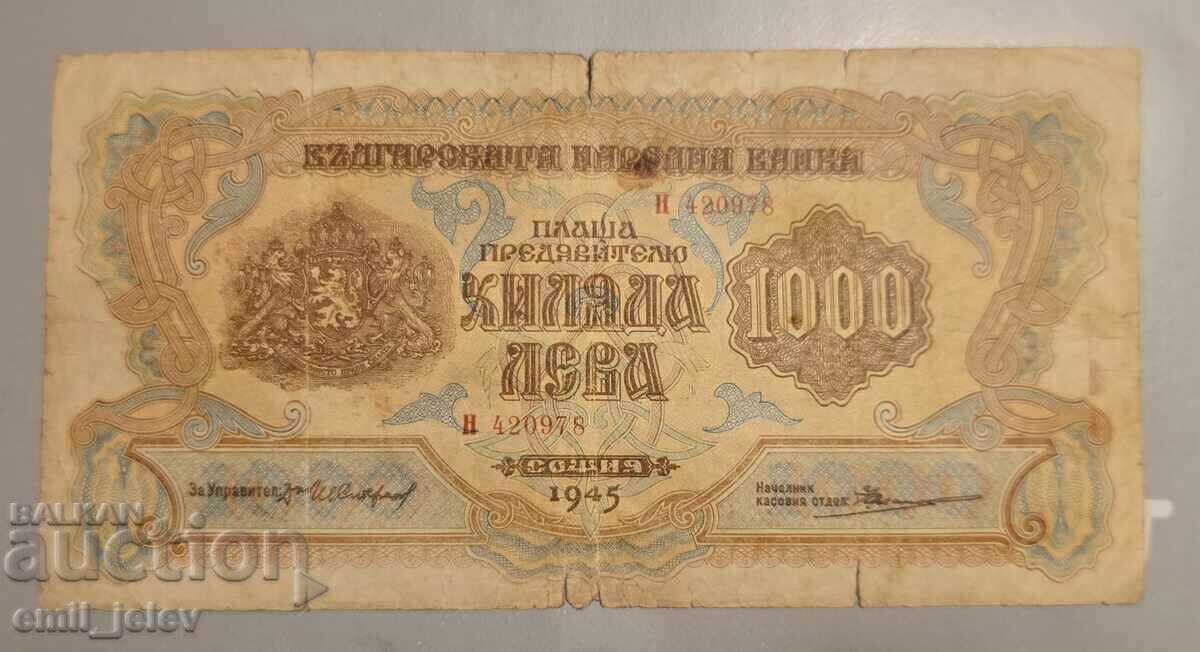 БЪЛГАРСКАТА НАРОДНА БАНКА
Н 420978
ПЛАЩА
ПРЕДЯВИТЕЛЮ
ХИЛЯДА
ЛЕВА
1000
Н 420978
СОФИЯ
1945
За Управител:
Началник
касовия отдел:
BALKAN
auction
emil_jelev